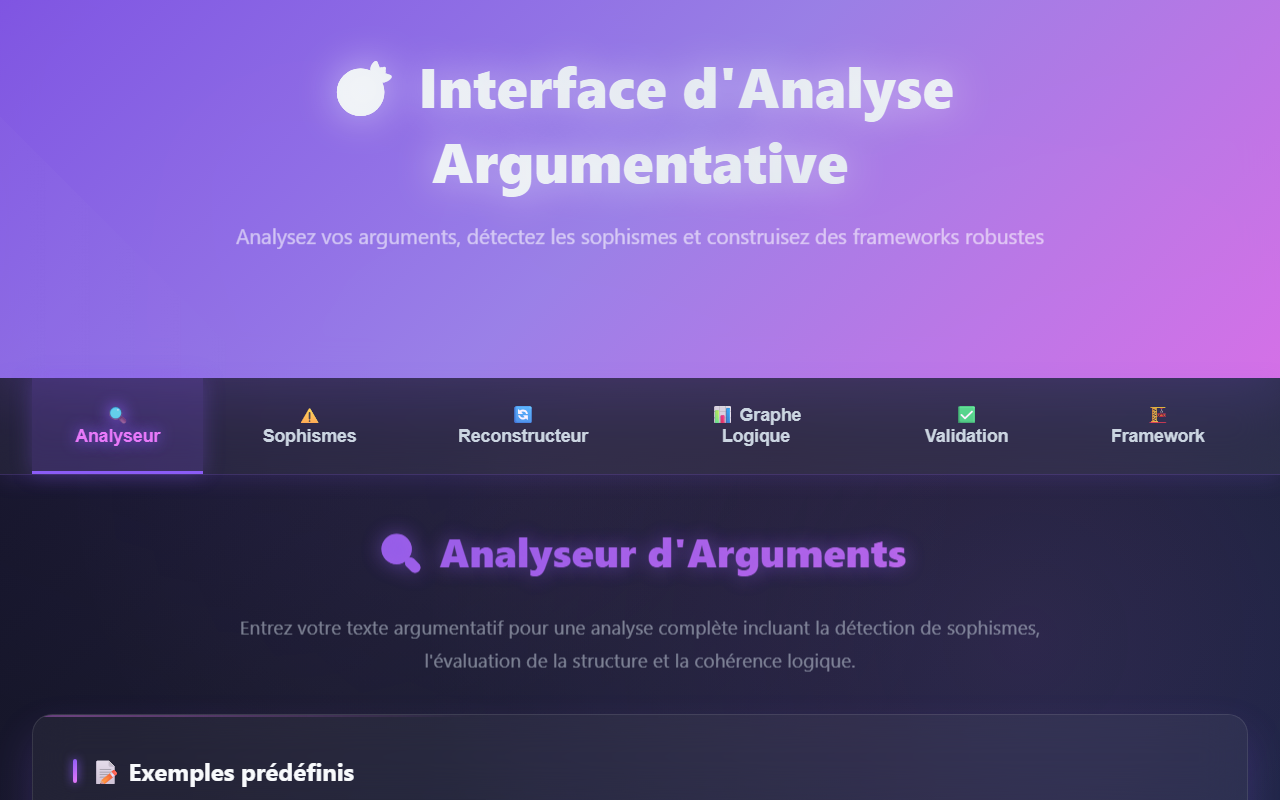 Interface d'Analyse
Argumentative
Analysez vos arguments, détectez les sophismes et construisez des frameworks robustes
Analyseur
Sophismes
Reconstructeur
Graphe
Logique
Validation
Framework
Analyseur d'Arguments
Entrez votre texte argumentatif pour une analyse complète incluant la détection de sophismes,
l'évaluation de la structure et la cohérence logique.
Exemples prédéfinis